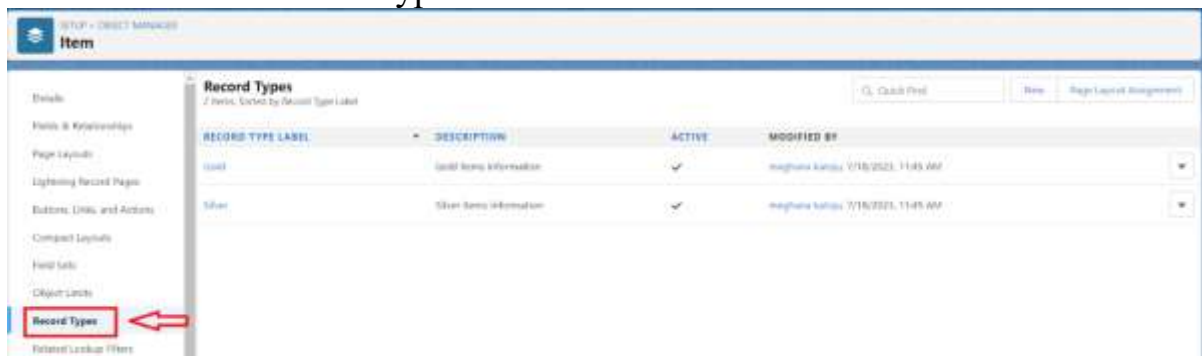 SETUP > OBJECT MANAGER
Item
Details
Fields & Relationships
Page Layouts
Lightning Record Pages
Buttons, Links, and Actions
Compact Layouts
Field Sets
Object Limits
Record Types
Related Lookup Filters
Record Types
2 Items, Sorted by Record Type Label
Quick Find
New
Page Layout Assignment
RECORD TYPE LABEL DESCRIPTION ACTIVE MODIFIED BY
Gold Gold Items Information 7/18/2023, 11:45 AM
Silver Silver Items Information 7/18/2023, 11:45 AM